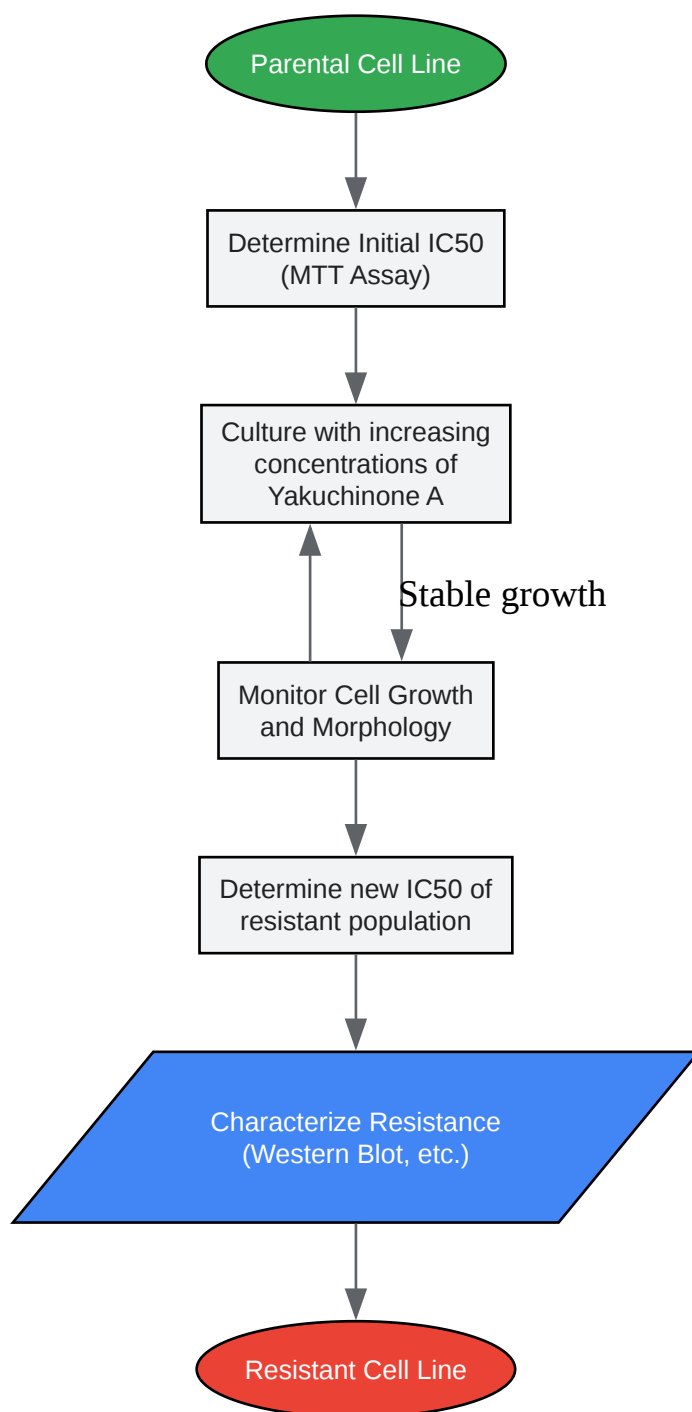 Parental Cell Line
Determine Initial IC50
(MTT Assay)
Culture with increasing
concentrations of
Yakuchinone A
Stable growth
Monitor Cell Growth
and Morphology
Determine new IC50 of
resistant population
Characterize Resistance
(Western Blot, etc.)
Resistant Cell Line